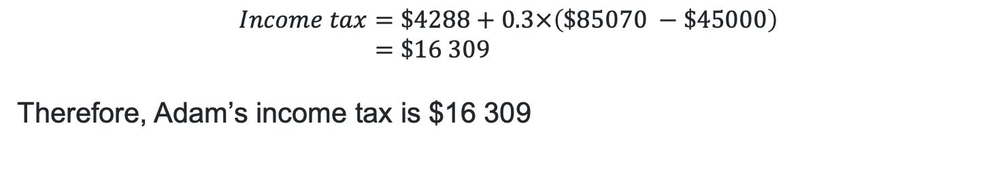 Income tax = $4288 + 0.3×($85070 − $45000)
= $16 309
Therefore, Adam’s income tax is $16 309